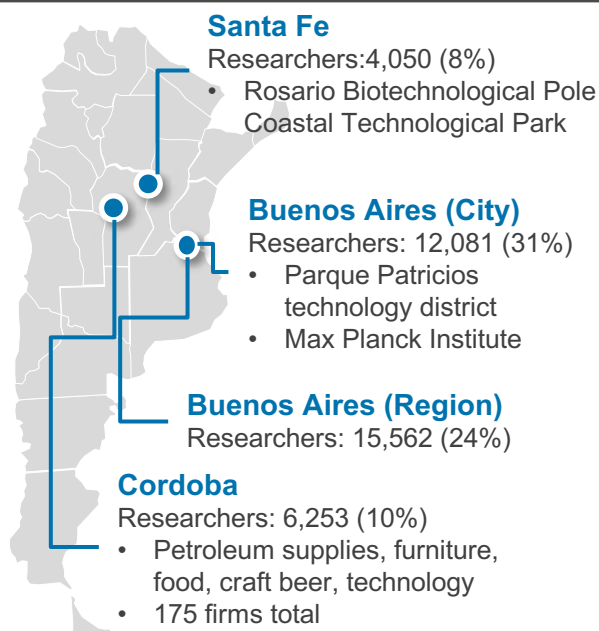 Santa Fe
Researchers:4,050 (8%)
• Rosario Biotechnological Pole
Coastal Technological Park
Buenos Aires (City)
Researchers: 12,081 (31%)
• Parque Patricios
technology district
• Max Planck Institute
Buenos Aires (Region)
Researchers: 15,562 (24%)
Cordoba
Researchers: 6,253 (10%)
• Petroleum supplies, furniture,
food, craft beer, technology
• 175 firms total